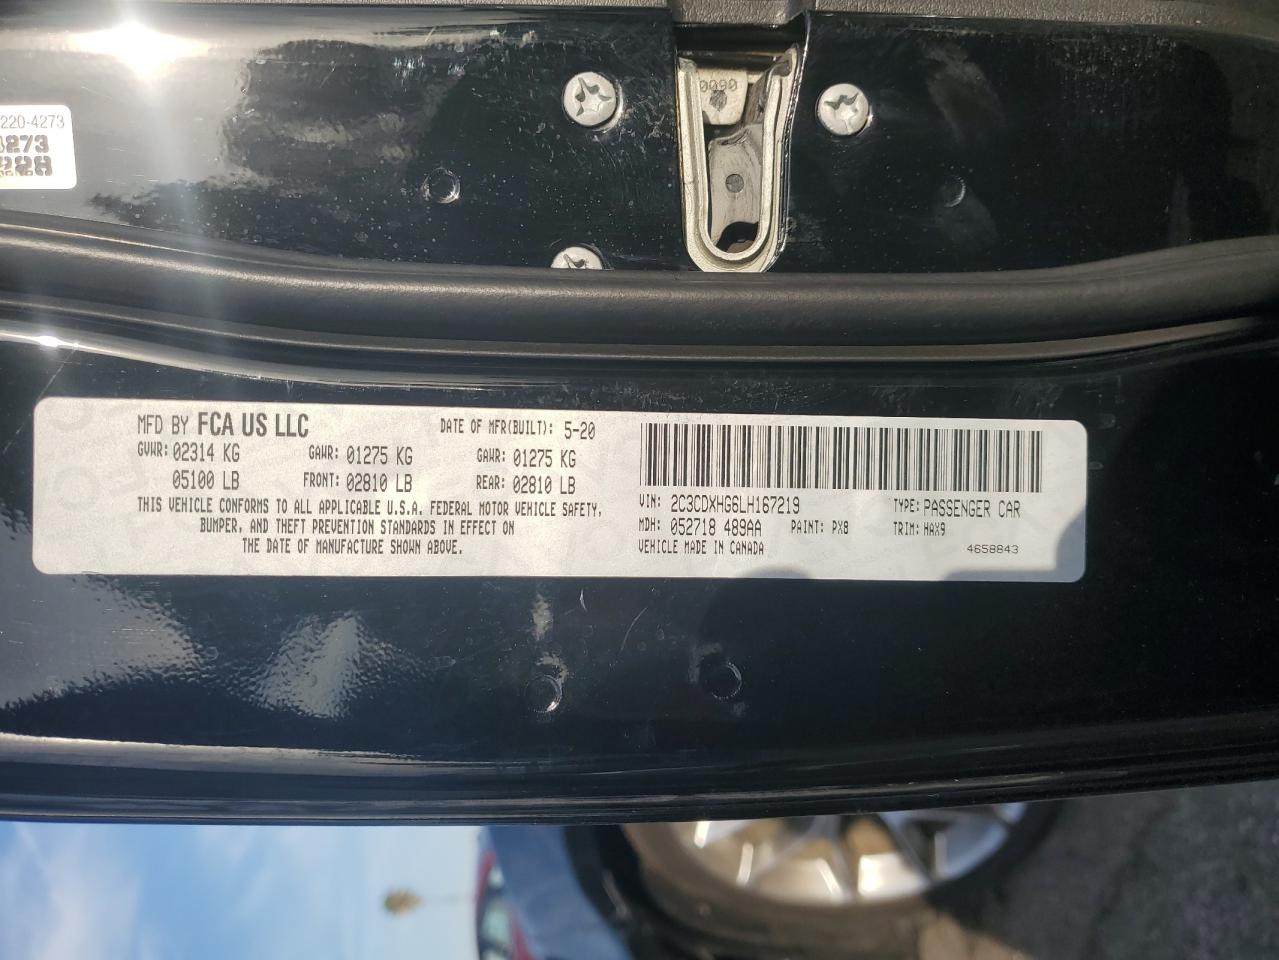 0090
220-4273
4273
MFD BY FCA US LLC
DATE OF MFR(BUILT): 5-20
GVWR: 02314 KG GAWR: 01275 KG GAWR: 01275 KG
05100 LB FRONT: 02810 LB REAR: 02810 LB
THIS VEHICLE CONFORMS TO ALL APPLICABLE U.S.A. FEDERAL MOTOR VEHICLE SAFETY,
BUMPER, AND THEFT PREVENTION STANDARDS IN EFFECT ON
THE DATE OF MANUFACTURE SHOWN ABOVE.
VIN: 2C3CDXHG6LH167219 TYPE: PASSENGER CAR
MDH: 052718 489AA PAINT: PX8 TRIM: HAX9
VEHICLE MADE IN CANADA 4658843